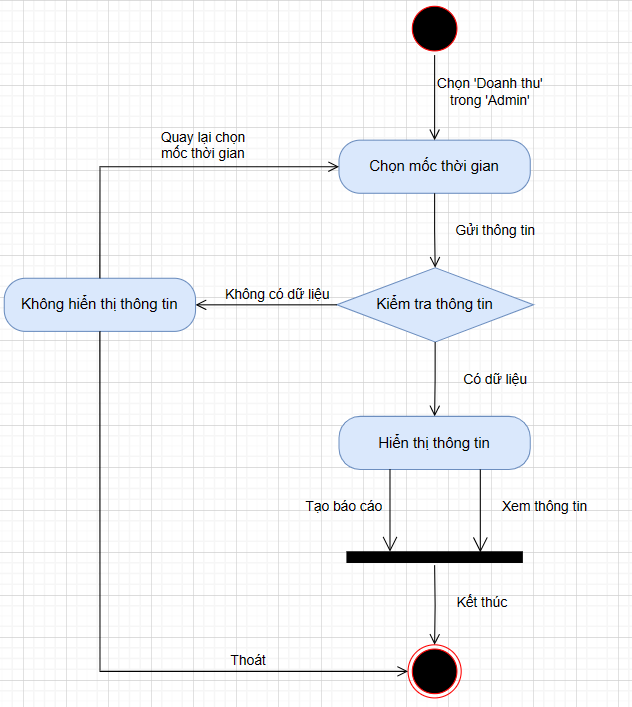 Chọn 'Doanh thu'
trong 'Admin'
Quay lại chọn
mốc thời gian
Chọn mốc thời gian
Gửi thông tin
Không có dữ liệu
Kiểm tra thông tin
Không hiển thị thông tin
Có dữ liệu
Hiển thị thông tin
Tạo báo cáo
Xem thông tin
Kết thúc
Thoát